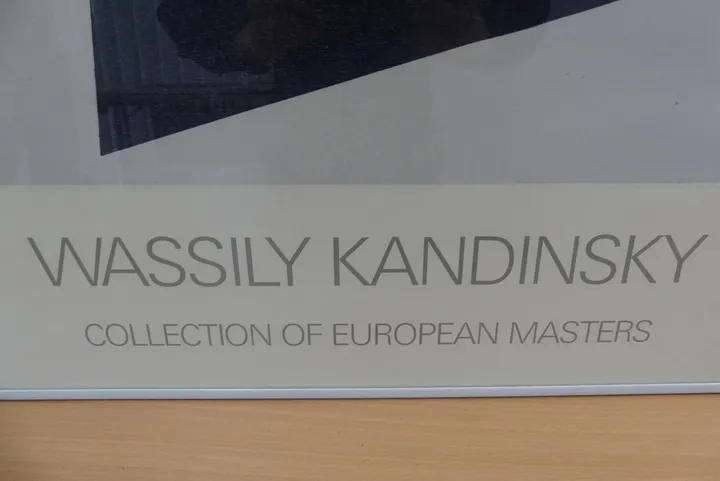 WASSILY KANDINSKY
COLLECTION OF EUROPEAN MASTERS